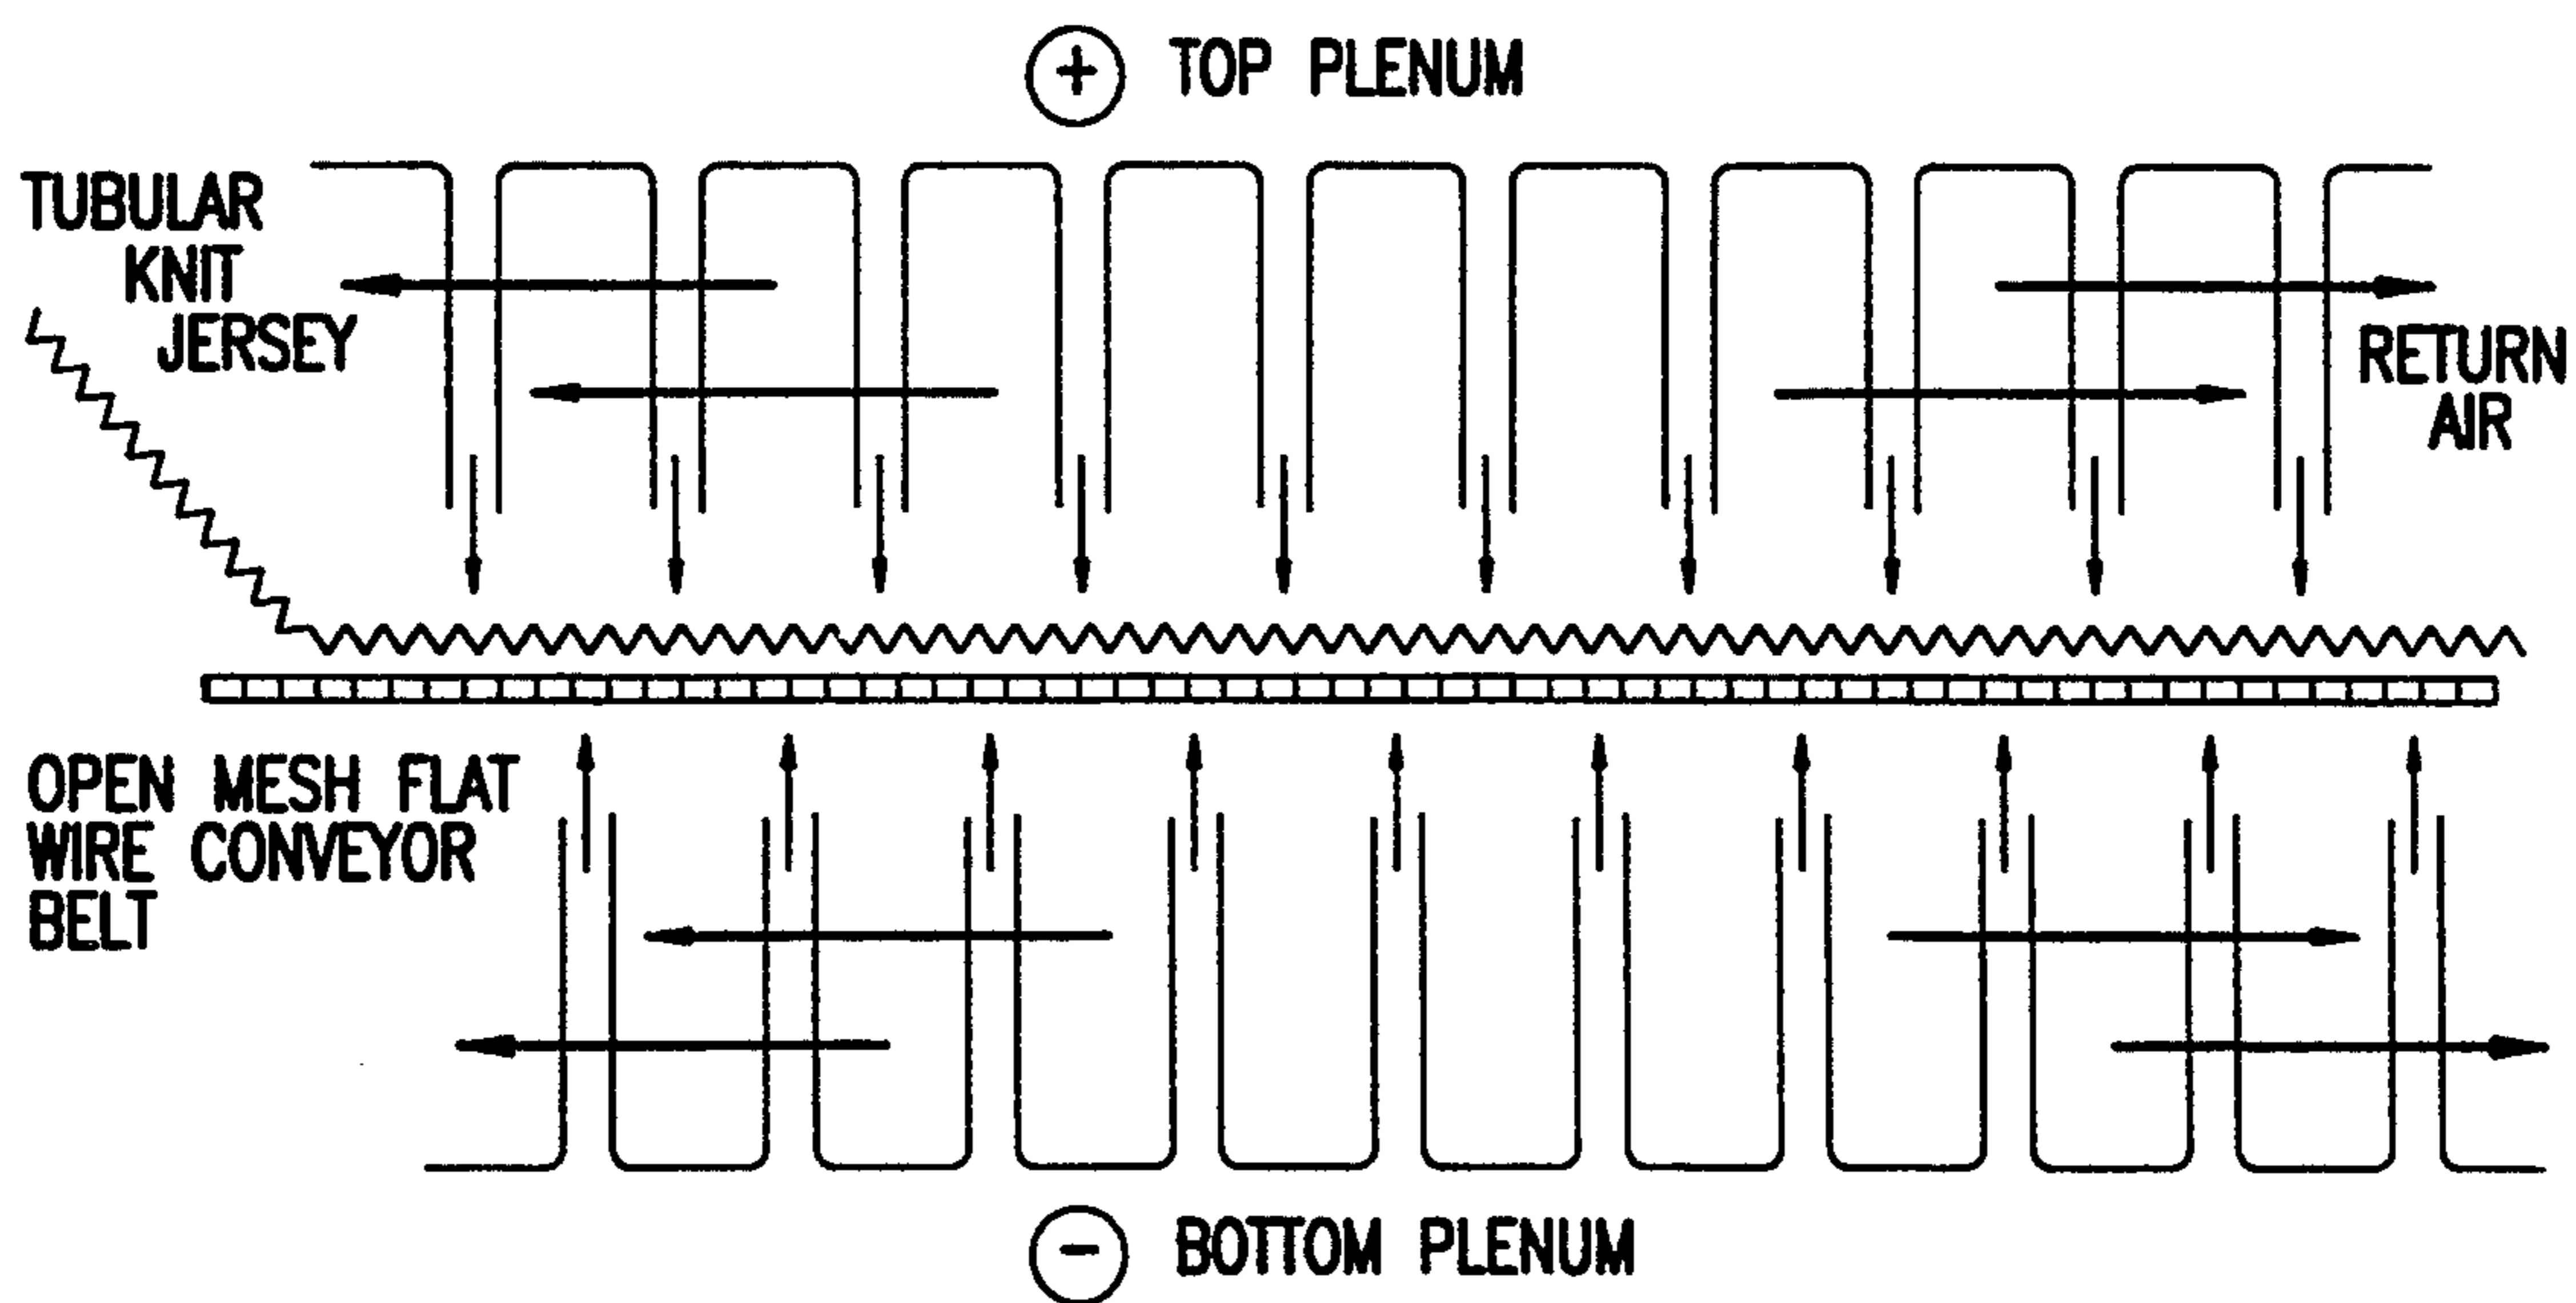 + TOP PLENUM
TUBULAR
KNIT
JERSEY
RETURN
AIR
OPEN MESH FLAT
WIRE CONVEYOR
BELT
- BOTTOM PLENUM